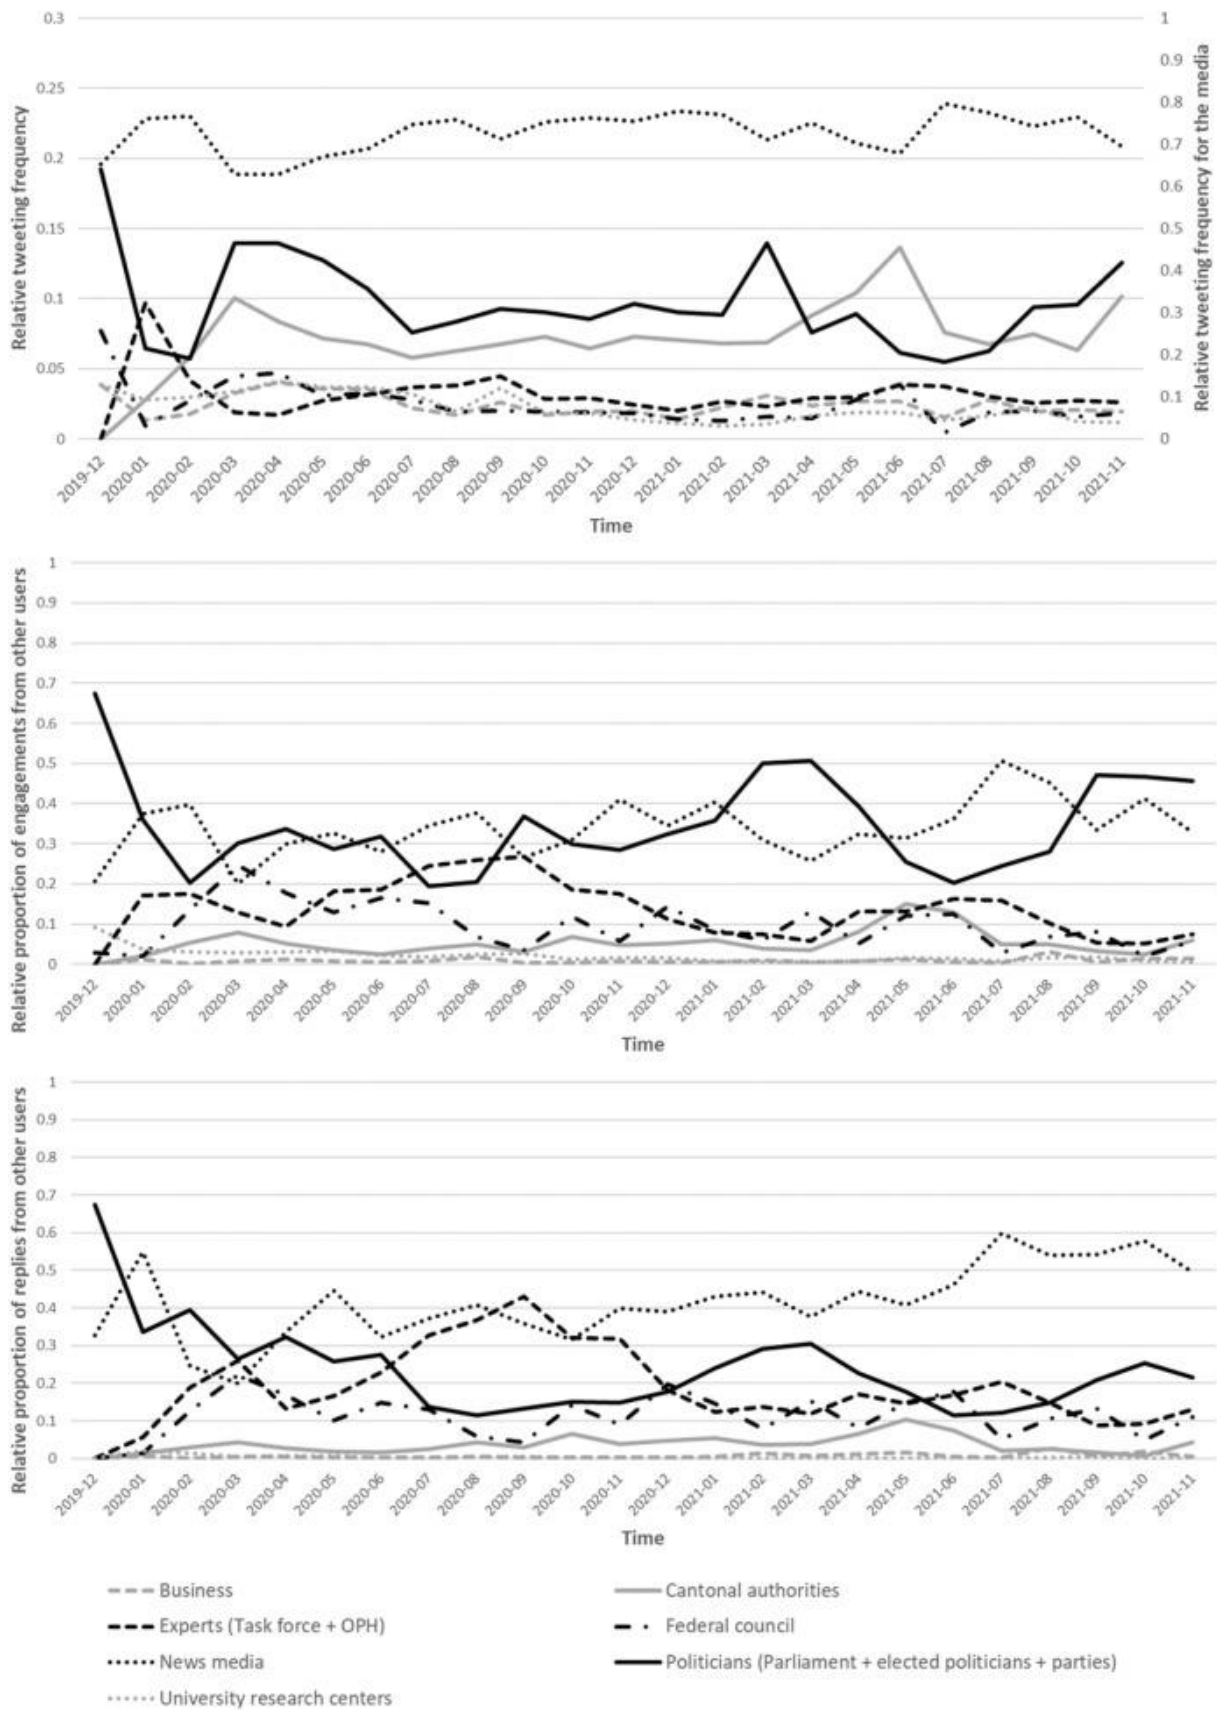 0.3
0.25
0.2
0.15
0.1
0.05
0
Relative tweeting frequency
1
0.9
0.8
0.7
0.6
0.5
0.4
0.3
0.2
0.1
0
Relative tweeting frequency for the media
2019-12 2020-01 2020-02 2020-03 2020-04 2020-05 2020-06 2020-07 2020-08 2020-09 2020-10 2020-11 2020-12 2021-01 2021-02 2021-03 2021-04 2021-05 2021-06 2021-07 2021-08 2021-09 2021-10 2021-11
Time
1
0.9
0.8
0.7
0.6
0.5
0.4
0.3
0.2
0.1
0
Relative proportion of engagements from other users
2019-12 2020-01 2020-02 2020-03 2020-04 2020-05 2020-06 2020-07 2020-08 2020-09 2020-10 2020-11 2020-12 2021-01 2021-02 2021-03 2021-04 2021-05 2021-06 2021-07 2021-08 2021-09 2021-10 2021-11
Time
1
0.9
0.8
0.7
0.6
0.5
0.4
0.3
0.2
0.1
0
Relative proportion of replies from other users
2019-12 2020-01 2020-02 2020-03 2020-04 2020-05 2020-06 2020-07 2020-08 2020-09 2020-10 2020-11 2020-12 2021-01 2021-02 2021-03 2021-04 2021-05 2021-06 2021-07 2021-08 2021-09 2021-10 2021-11
Time
Business
Cantonal authorities
Experts (Task force + OPH)
Federal council
News media
Politicians (Parliament + elected politicians + parties)
University research centers